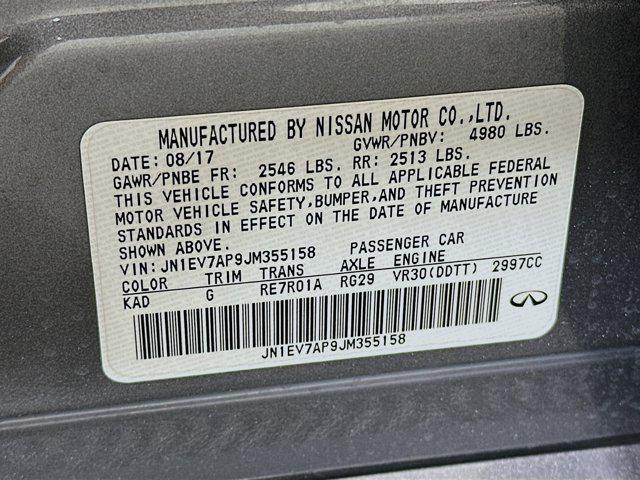 MANUFACTURED BY NISSAN MOTOR CO.,LTD.
DATE: 08/17 GVWR/PNBV: 4980 LBS.
GAWR/PNBE FR: 2546 LBS. RR: 2513 LBS.
THIS VEHICLE CONFORMS TO ALL APPLICABLE FEDERAL
MOTOR VEHICLE SAFETY,BUMPER,AND THEFT PREVENTION
STANDARDS IN EFFECT ON THE DATE OF MANUFACTURE
SHOWN ABOVE.
VIN:JN1EV7AP9JM355158 PASSENGER CAR
COLOR TRIM TRANS AXLE ENGINE
KAD G RE7R01A RG29 VR30(DDTT) 2997CC
JN1EV7AP9JM355158